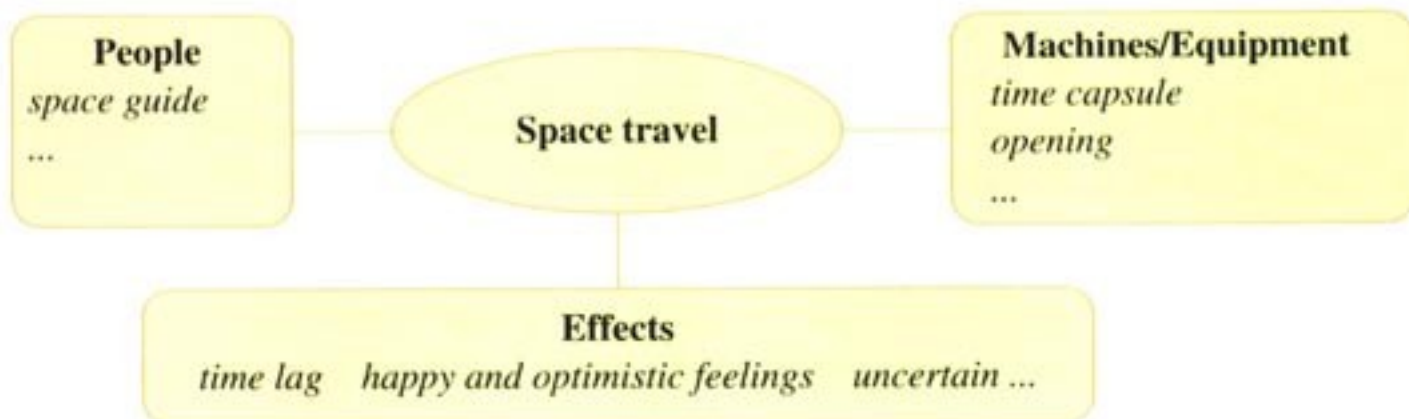 People
space guide
...
Space travel
Machines/Equipment
time capsule
opening
...
Effects
time lag happy and optimistic feelings uncertain ...